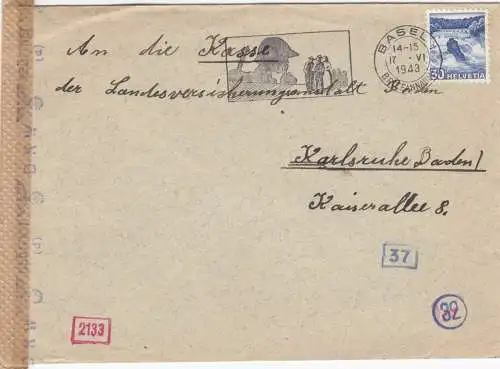 An die Kasse
der Landesversicherungsanstalt Baden
Karlsruhe Baden/
Kaiserallee 8.
BASEL
14-15
17. VI
1943
30 HELVETIA
37
32
2133